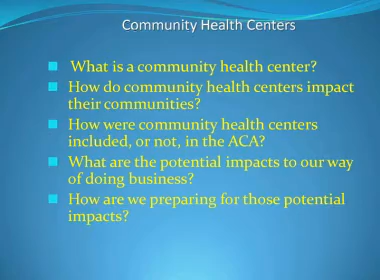 Community Health Centers
What is a community health center?
How do community health centers impact
their communities?
How were community health centers
included, or not, in the ACA?
What are the potential impacts to our way
of doing business?
How are we preparing for those potential
impacts?